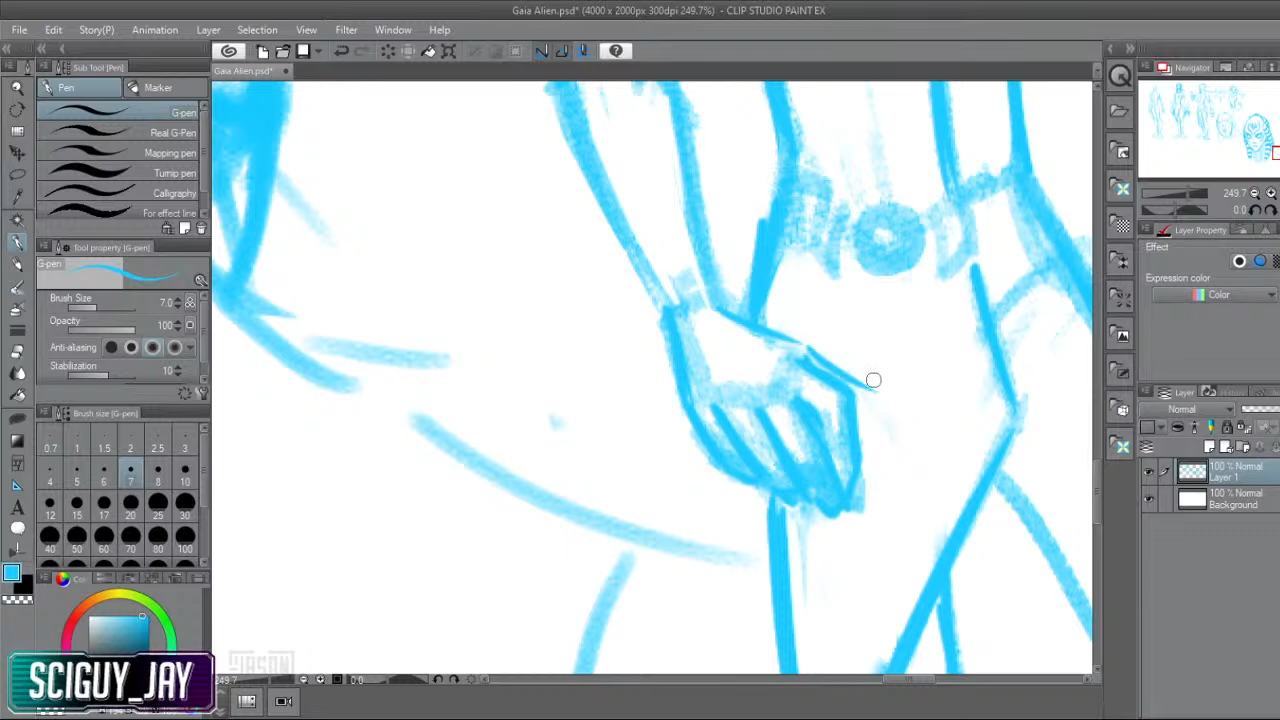 Gaia Alien.psd* (4000 x 2000px 300dpi 249.7%) - CLIP STUDIO PAINT EX
File Edit Story(P) Animation Layer Selection View Filter Window Help
Sub Tool [Pen]
Gaia Alien.psd*
Navigator
Pen Marker
G-pen
Real G-Pen
Mapping pen
Turnip pen
Calligraphy
For effect line
249.7
0.0
Layer Property
Tool property [G-pen]
Effect
G-pen
Expression color
Color
Brush Size 7.0
Opacity 100
Anti-aliasing
Stabilization 10
Layer
Normal
Brush size [G-pen]
0.7 1 1.5 2 2.5 3
4 5 6 7 8 10
12 15 17 20 25 30
40 50 60 70 80 100
100 % Normal
Layer 1
100 % Normal
Background
JASON
249.7 0.0
SCIGUY_JAY